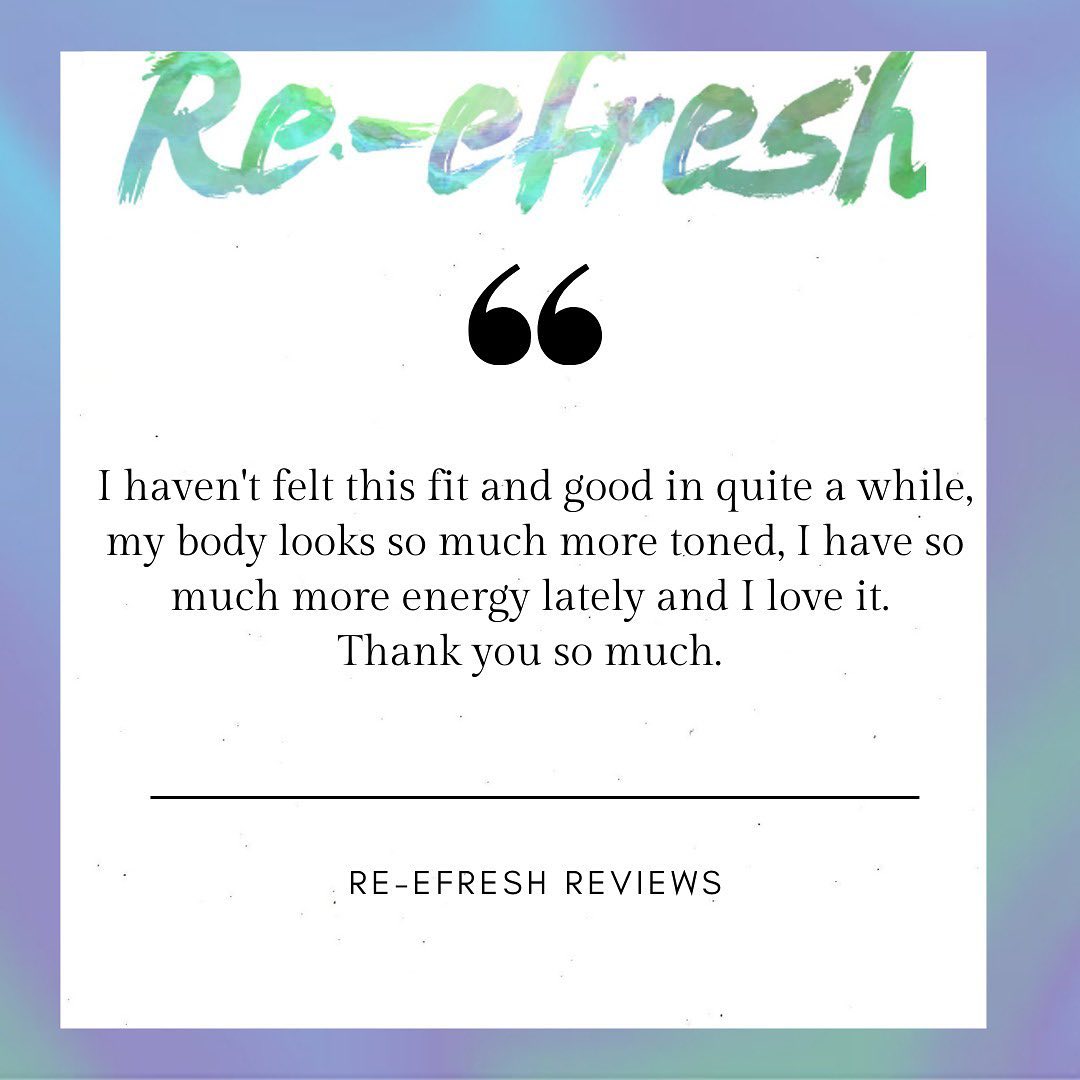 Re-efresh
“
I haven't felt this fit and good in quite a while,
my body looks so much more toned, I have so
much more energy lately and I love it.
Thank you so much.
RE-EFRESH REVIEWS